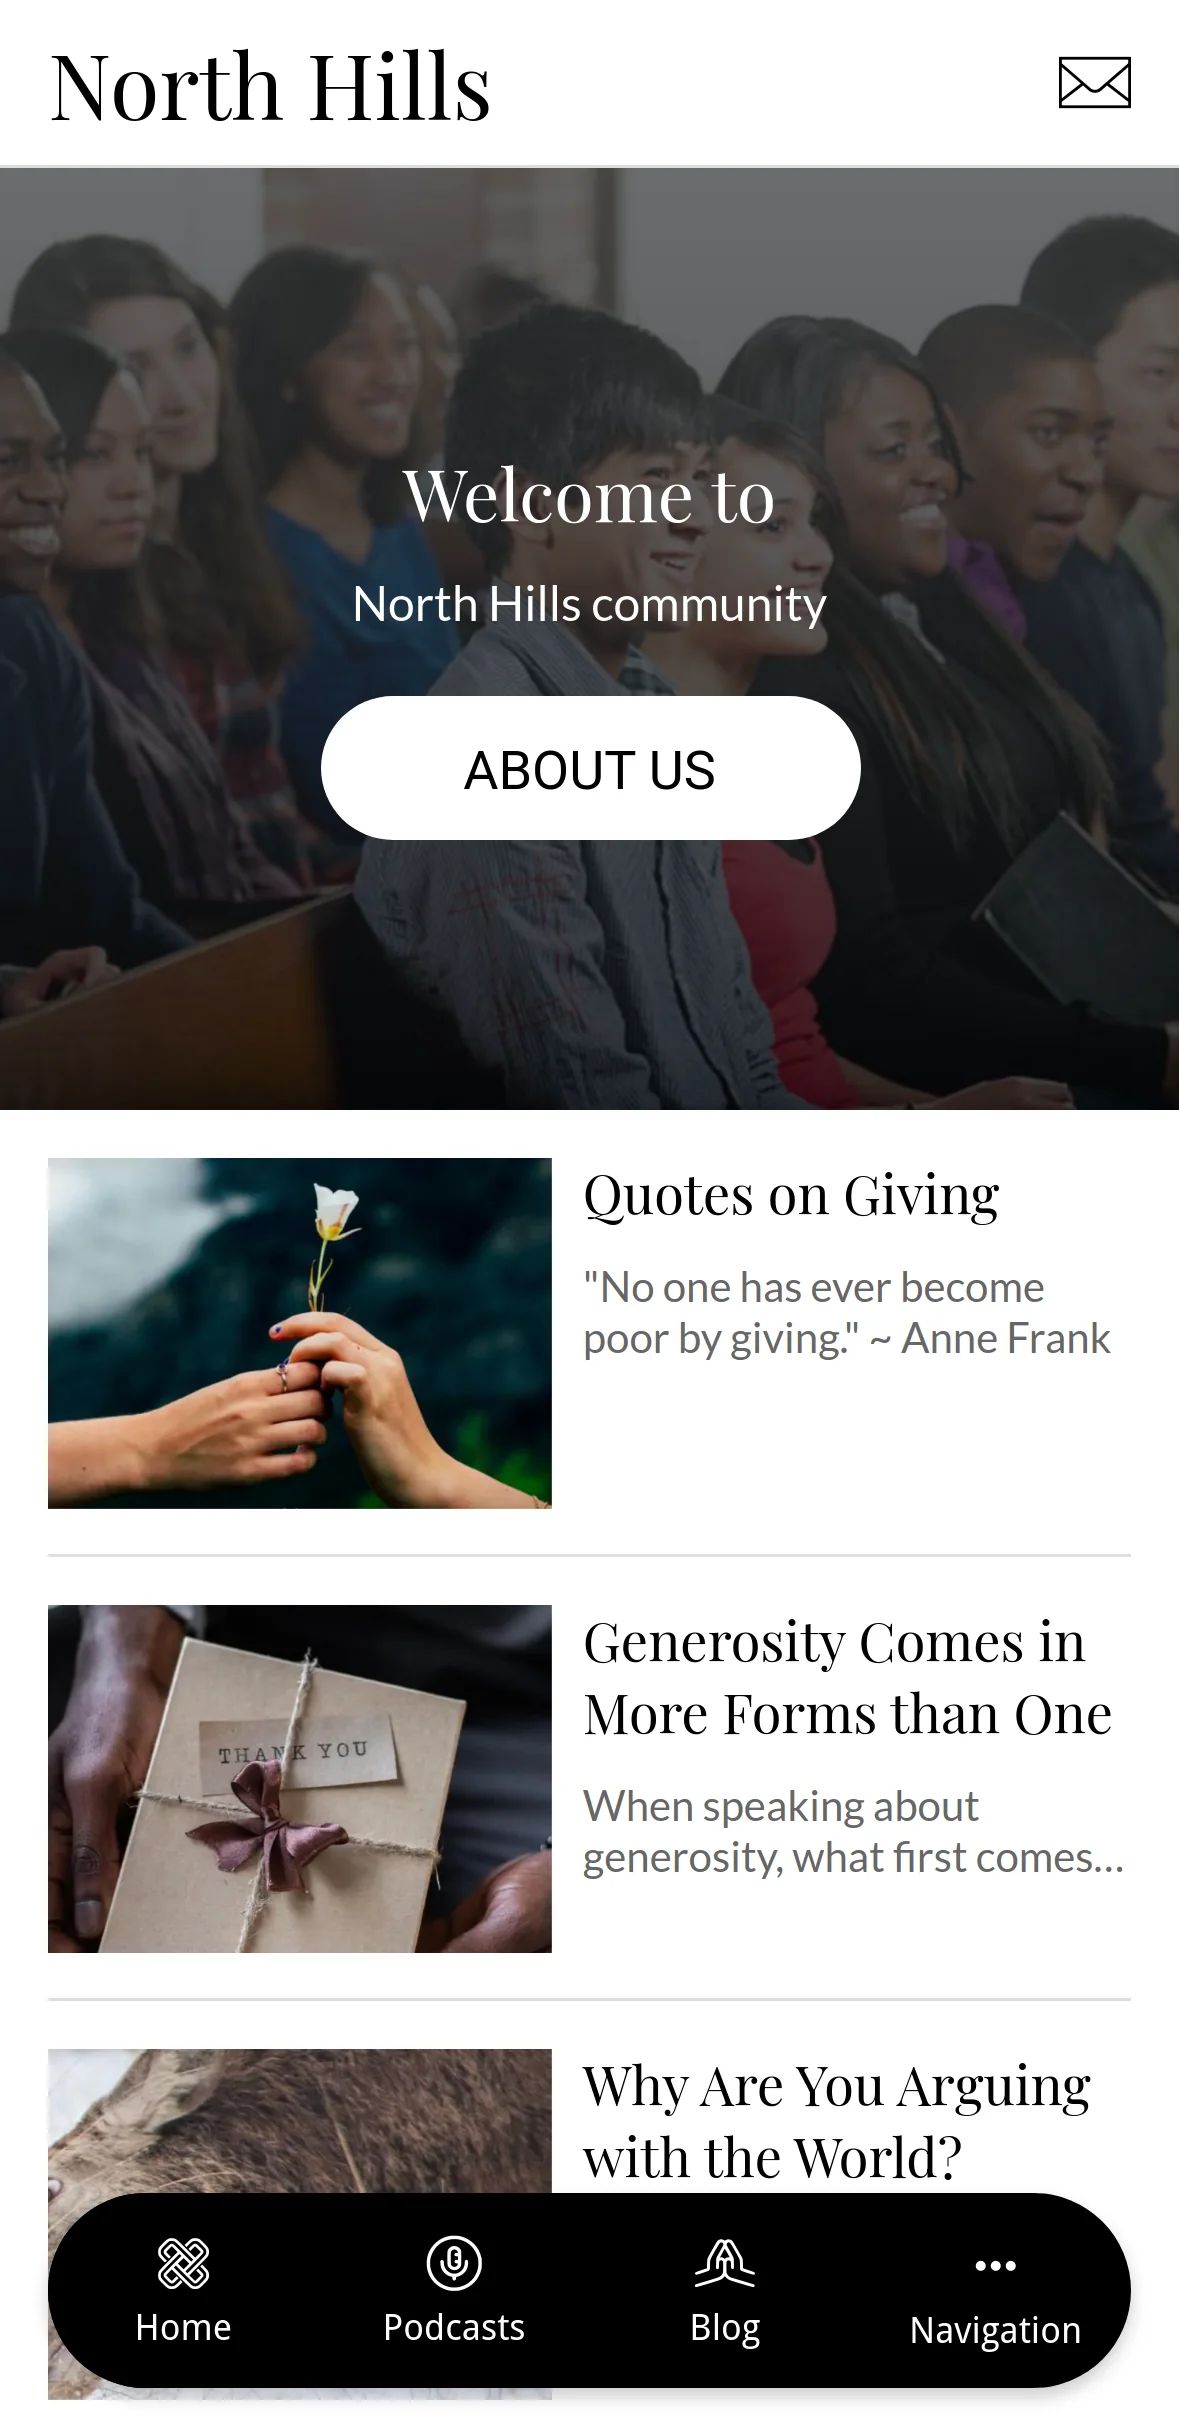 North Hills
Welcome to
North Hills community
ABOUT US
Quotes on Giving
"No one has ever become
poor by giving." ~ Anne Frank
THANK YOU
Generosity Comes in
More Forms than One
When speaking about
generosity, what first comes...
Why Are You Arguing
with the World?
Home
Podcasts
Blog
Navigation